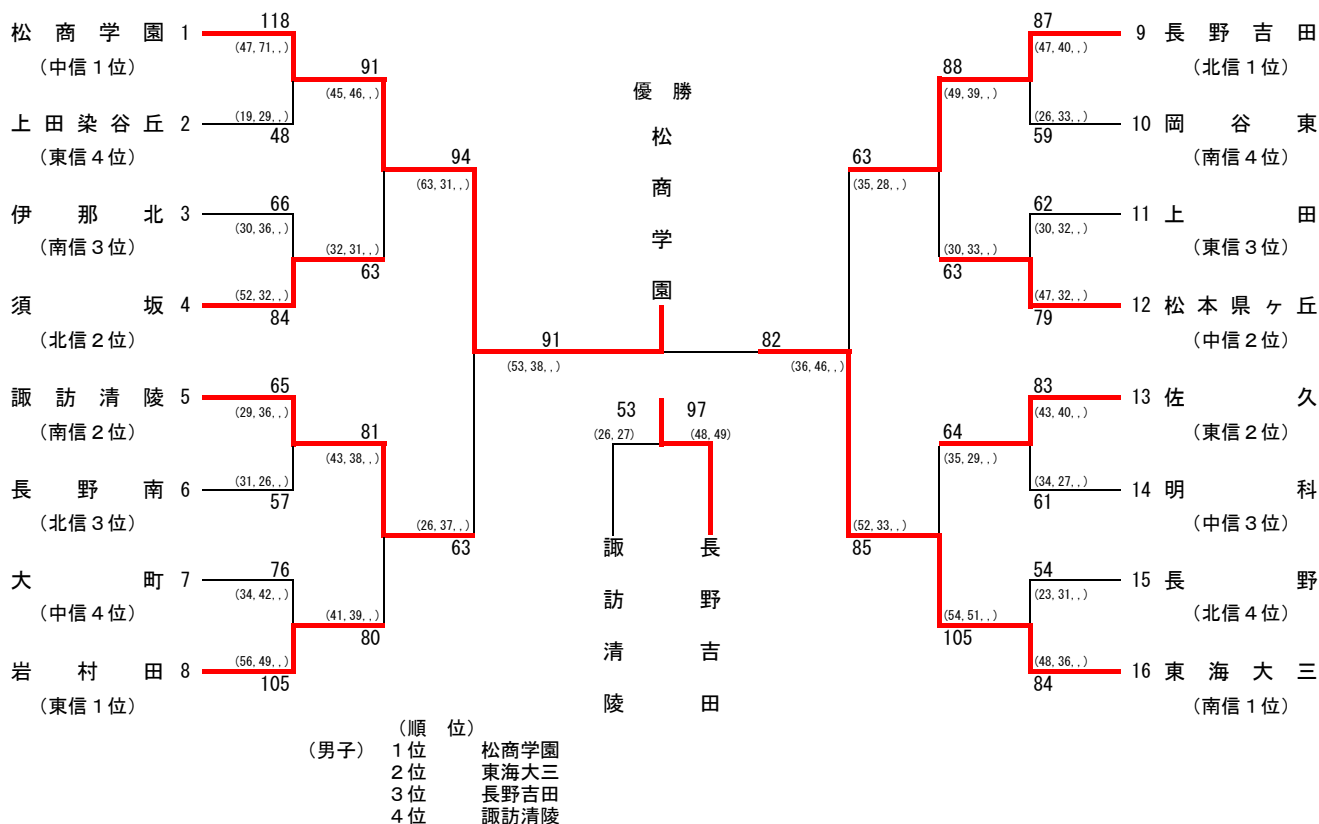 118
87
松商学園 1
(47,71,,)
(47,40,,)
9 長野吉田
(中信1位)
91
88
(北信1位)
(45,46,,)
(49,39,,)
優勝
上田染谷丘 2
(19,29,,)
48
(26,33,,)
59
10 岡谷東
(東信4位)
(南信4位)
松商学園
94
(63,31,,)
63
(35,28,,)
伊那北 3
66
(30,36,,)
62
(30,32,,)
11 上田
(南信3位)
(東信3位)
(32,31,,)
63
(30,33,,)
63
須坂 4
(52,32,,)
84
(47,32,,)
79
12 松本県ヶ丘
(北信2位)
(中信2位)
91
(53,38,,)
82
(36,46,,)
諏訪清陵 5
65
(29,36,,)
83
(43,40,,)
13 佐久
(南信2位)
(東信2位)
53
97
(26,27)
(48,49)
81
(43,38,,)
64
(35,29,,)
長野南 6
(31,26,,)
57
(34,27,,)
61
14 明科
(北信3位)
(中信3位)
(26,37,,)
63
(52,33,,)
85
諏訪清陵
長野吉田
大町 7
76
(34,42,,)
54
(23,31,,)
15 長野
(中信4位)
(北信4位)
(41,39,,)
80
(54,51,,)
105
岩村田 8
(56,49,,)
105
(48,36,,)
84
16 東海大三
(東信1位)
(南信1位)
(順 位)
(男子) 1位 松商学園
2位 東海大三
3位 長野吉田
4位 諏訪清陵